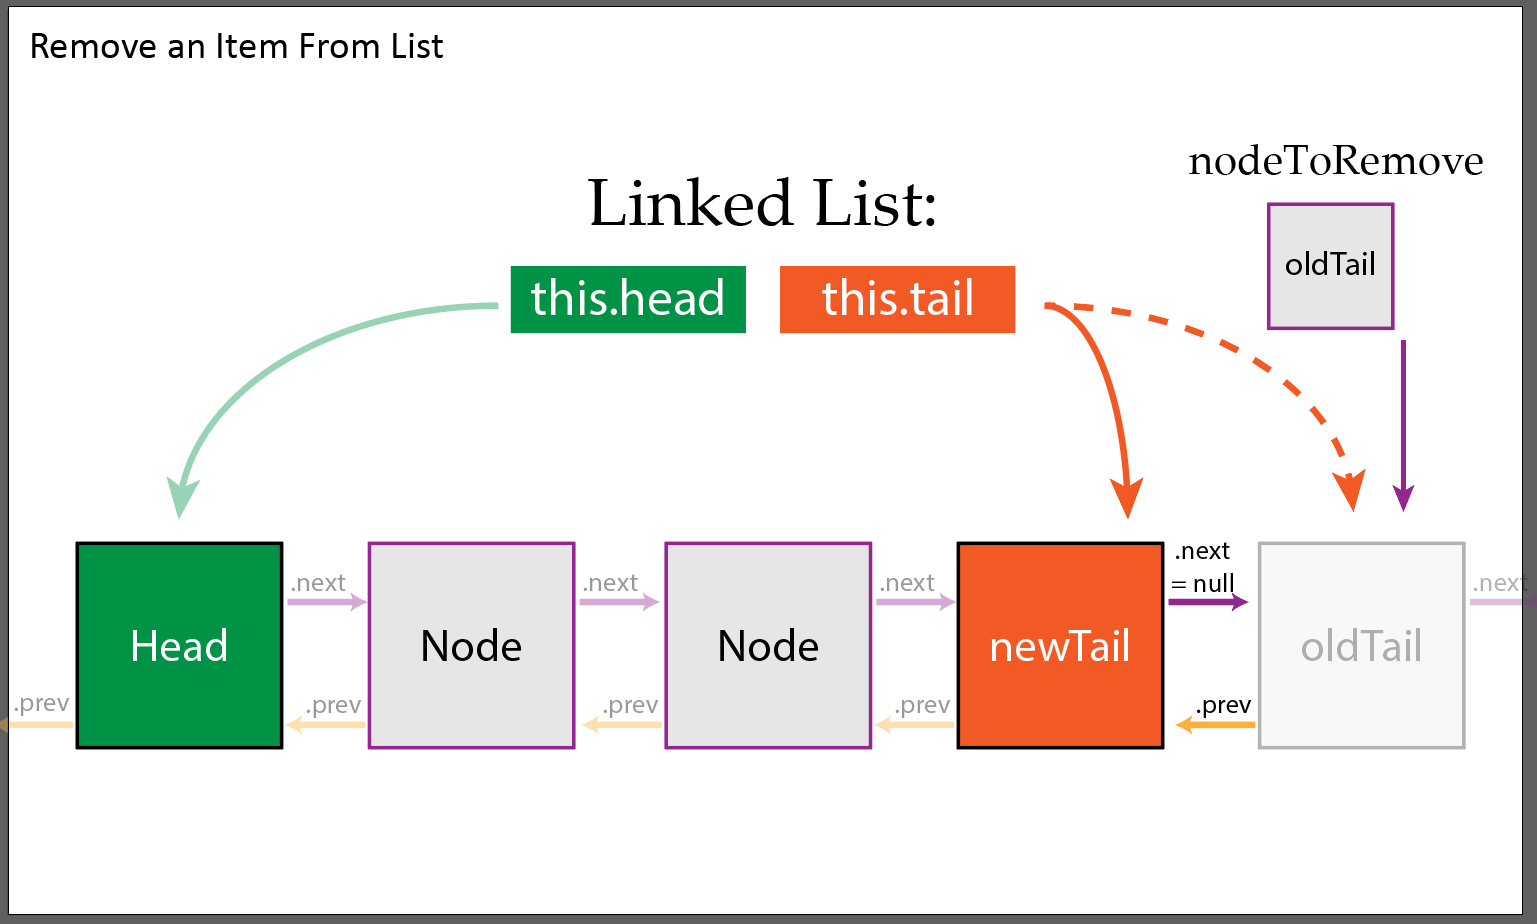 Remove an Item From List
nodeToRemove
Linked List:
oldTail
this.head
this.tail
.next
.next
.next
.next
= null
.next
Head
Node
Node
newTail
oldTail
.prev
.prev
.prev
.prev
.prev